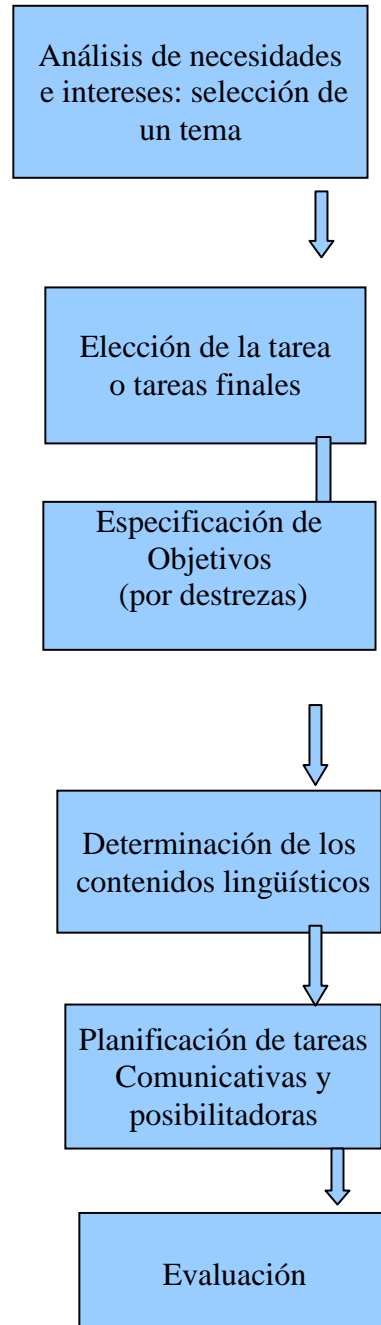 Análisis de necesidades
e intereses: selección de
un tema
Elección de la tarea
o tareas finales
Especificación de
Objetivos
(por destrezas)
Determinación de los
contenidos lingüísticos
Planificación de tareas
Comunicativas y
posibilitadoras
Evaluación